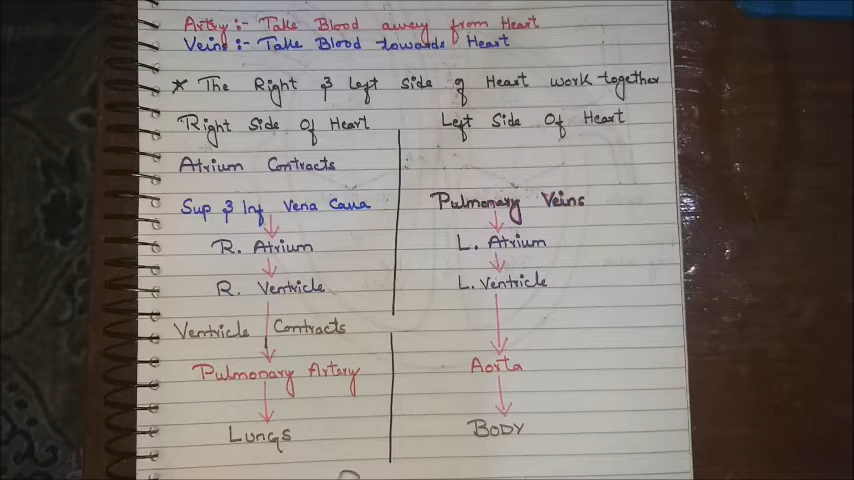 Artery :- Take Blood away from Heart
Veins :- Take Blood towards Heart
* The Right & Left Side of Heart work together
Right Side Of Heart
Left Side Of Heart
Atrium Contracts
Sup & Inf Vena Cava
Pulmonary Veins
R. Atrium
L. Atrium
R. Ventricle
L. Ventricle
Ventricle Contracts
Pulmonary Artery
Aorta
Lungs
BODY